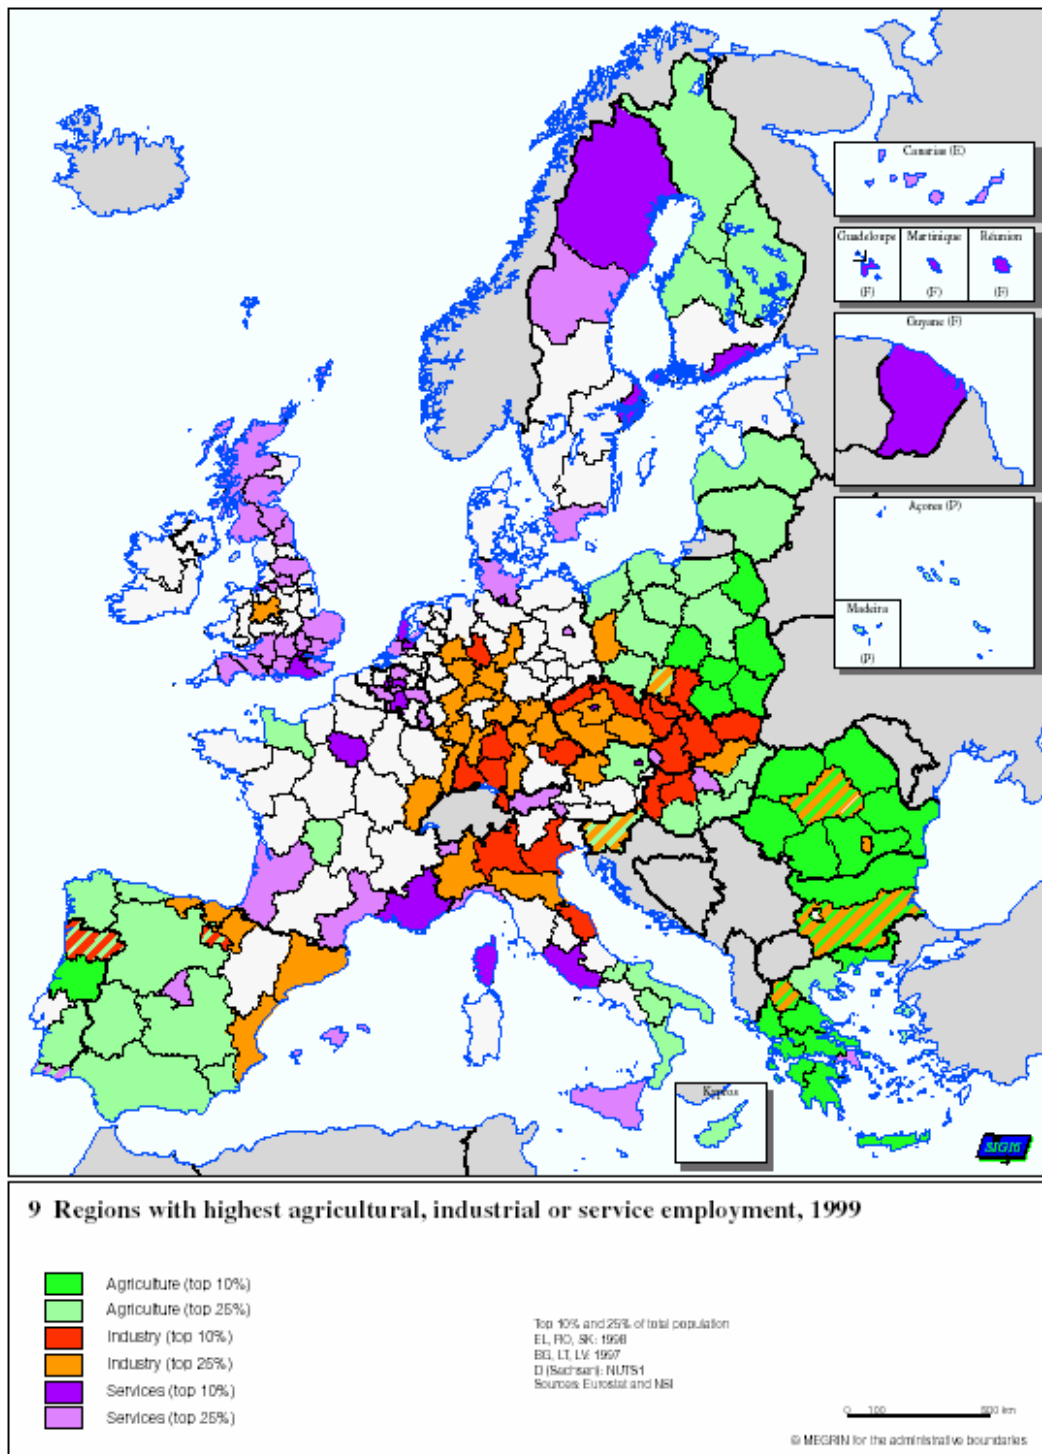 Canarias (E)
Guadeloupe
(F)
Martinique
(F)
Réunion
(F)
Guyane (F)
Açores (P)
Madeira
(P)
Kypros
SIGM
9 Regions with highest agricultural, industrial or service employment, 1999
Agriculture (top 10%)
Agriculture (top 25%)
Industry (top 10%)
Industry (top 25%)
Services (top 10%)
Services (top 25%)
Top 10% and 25% of total population
EL, RO, SK: 1998
BG, LT, LV: 1997
D (Sachsen): NUTS1
Sources: Eurostat and NSI
0 100 500 km
© MEGRIN for the administrative boundaries